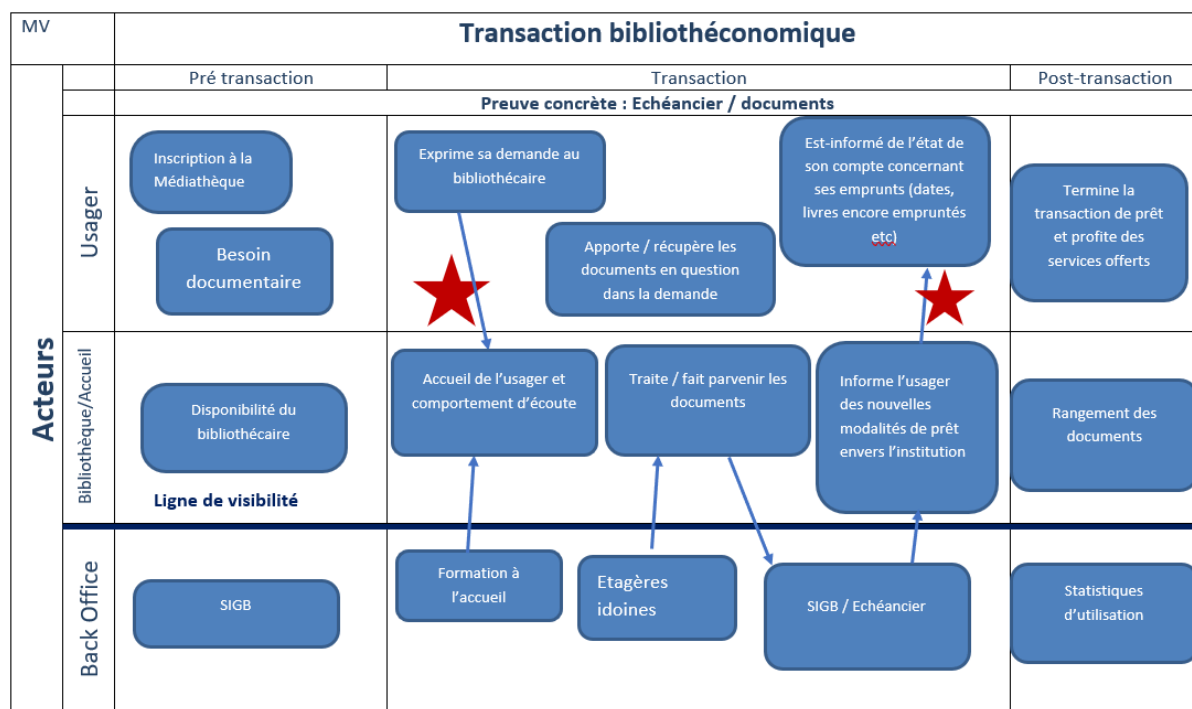 MV
Transaction bibliothéconomique
Pré transaction
Transaction
Post-transaction
Preuve concrète : Echéancier / documents
Acteurs
Usager
Inscription à la
Médiathèque
Besoin
documentaire
Exprime sa demande au
bibliothécaire
Apporte / récupère les
documents en question
dans la demande
Est-informé de l’état de
son compte concernant
ses emprunts (dates,
livres encore empruntés
etc)
Termine la
transaction de prêt
et profite des
services offerts
Bibliothèque/Accueil
Disponibilité du
bibliothécaire
Accueil de l’usager et
comportement d’écoute
Traite / fait parvenir les
documents
Informe l’usager
des nouvelles
modalités de prêt
envers l’institution
Rangement des
documents
Ligne de visibilité
Back Office
SIGB
Formation à
l’accueil
Etagères
idoines
SIGB / Echéancier
Statistiques
d’utilisation